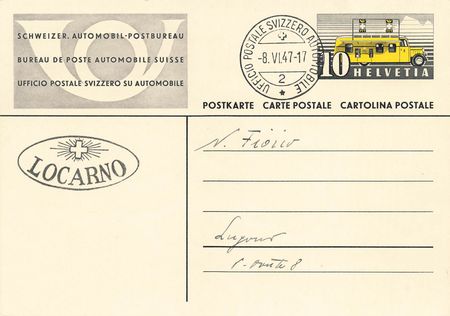 SCHWEIZER. AUTOMOBIL-POSTBUREAU
BUREAU DE POSTE AUTOMOBILE SUISSE
UFFICIO POSTALE SVIZZERO SU AUTOMOBILE
UFFICIO POSTALE SVIZZERO AUTOMOBILE
-8.VI.47-17
2
10 HELVETIA
POSTKARTE CARTE POSTALE CARTOLINA POSTALE
LOCARNO
N.